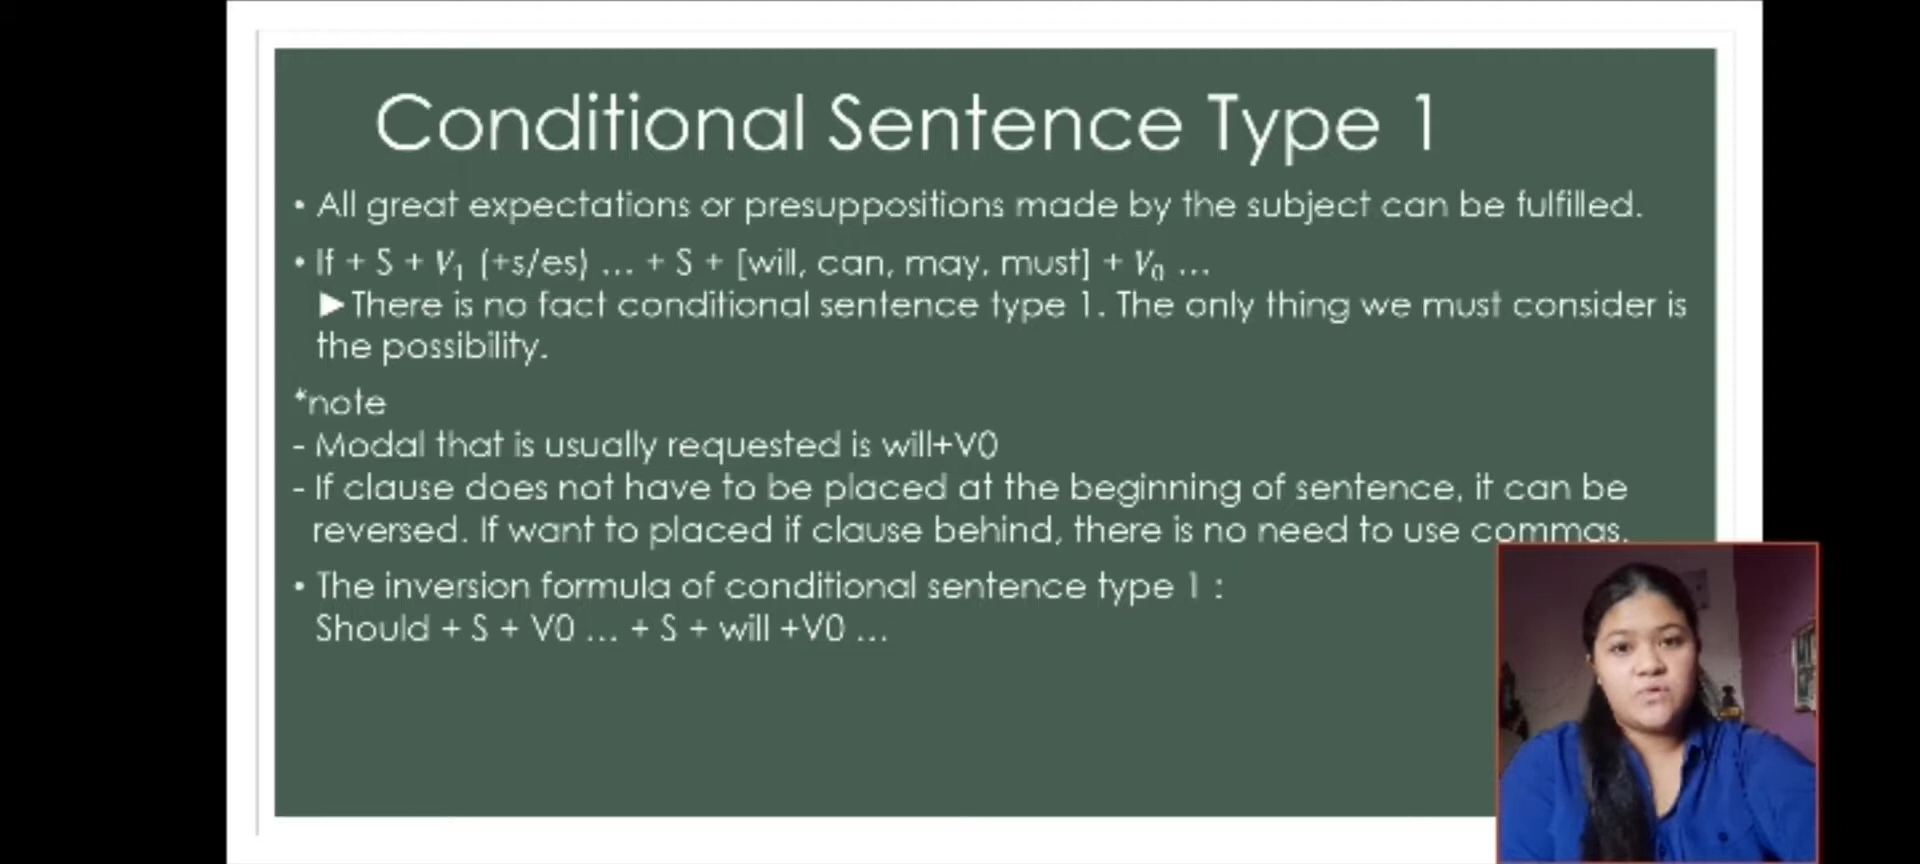 Conditional Sentence Type 1
• All great expectations or presuppositions made by the subject can be fulfilled.
• If + S + V₁ (+s/es) ... + S + [will, can, may, must] + V₀ ...
►There is no fact conditional sentence type 1. The only thing we must consider is
the possibility.
*note
- Modal that is usually requested is will+V0
- If clause does not have to be placed at the beginning of sentence, it can be
reversed. If want to placed if clause behind, there is no need to use commas.
• The inversion formula of conditional sentence type 1 :
Should + S + V0 ... + S + will +V0 ...